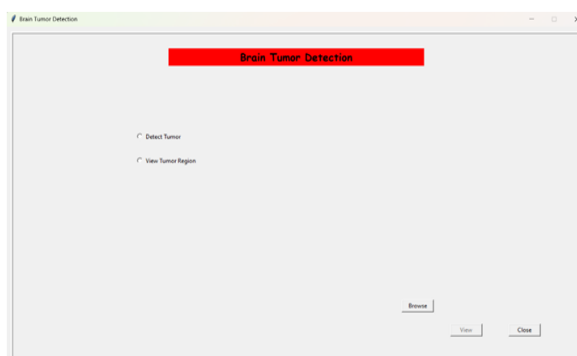 Brain Tumor Detection
Brain Tumor Detection
Detect Tumor
View Tumor Region
Browse
View
Close